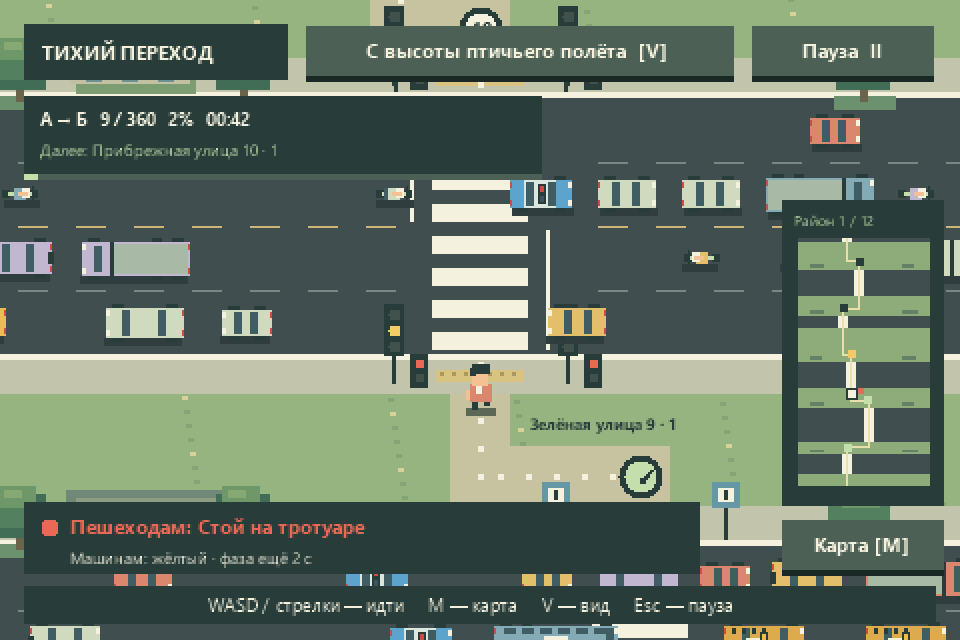 ТИХИЙ ПЕРЕХОД
С высоты птичьего полёта [V]
Пауза II
А — Б 9 / 360 2% 00:42
Далее: Прибрежная улица 10 · 1
Район 1 / 12
Зелёная улица 9 · 1
Пешеходам: Стой на тротуаре
Машинам: жёлтый · фаза ещё 2 с
Карта [M]
WASD / стрелки — идти M — карта V — вид Esc — пауза